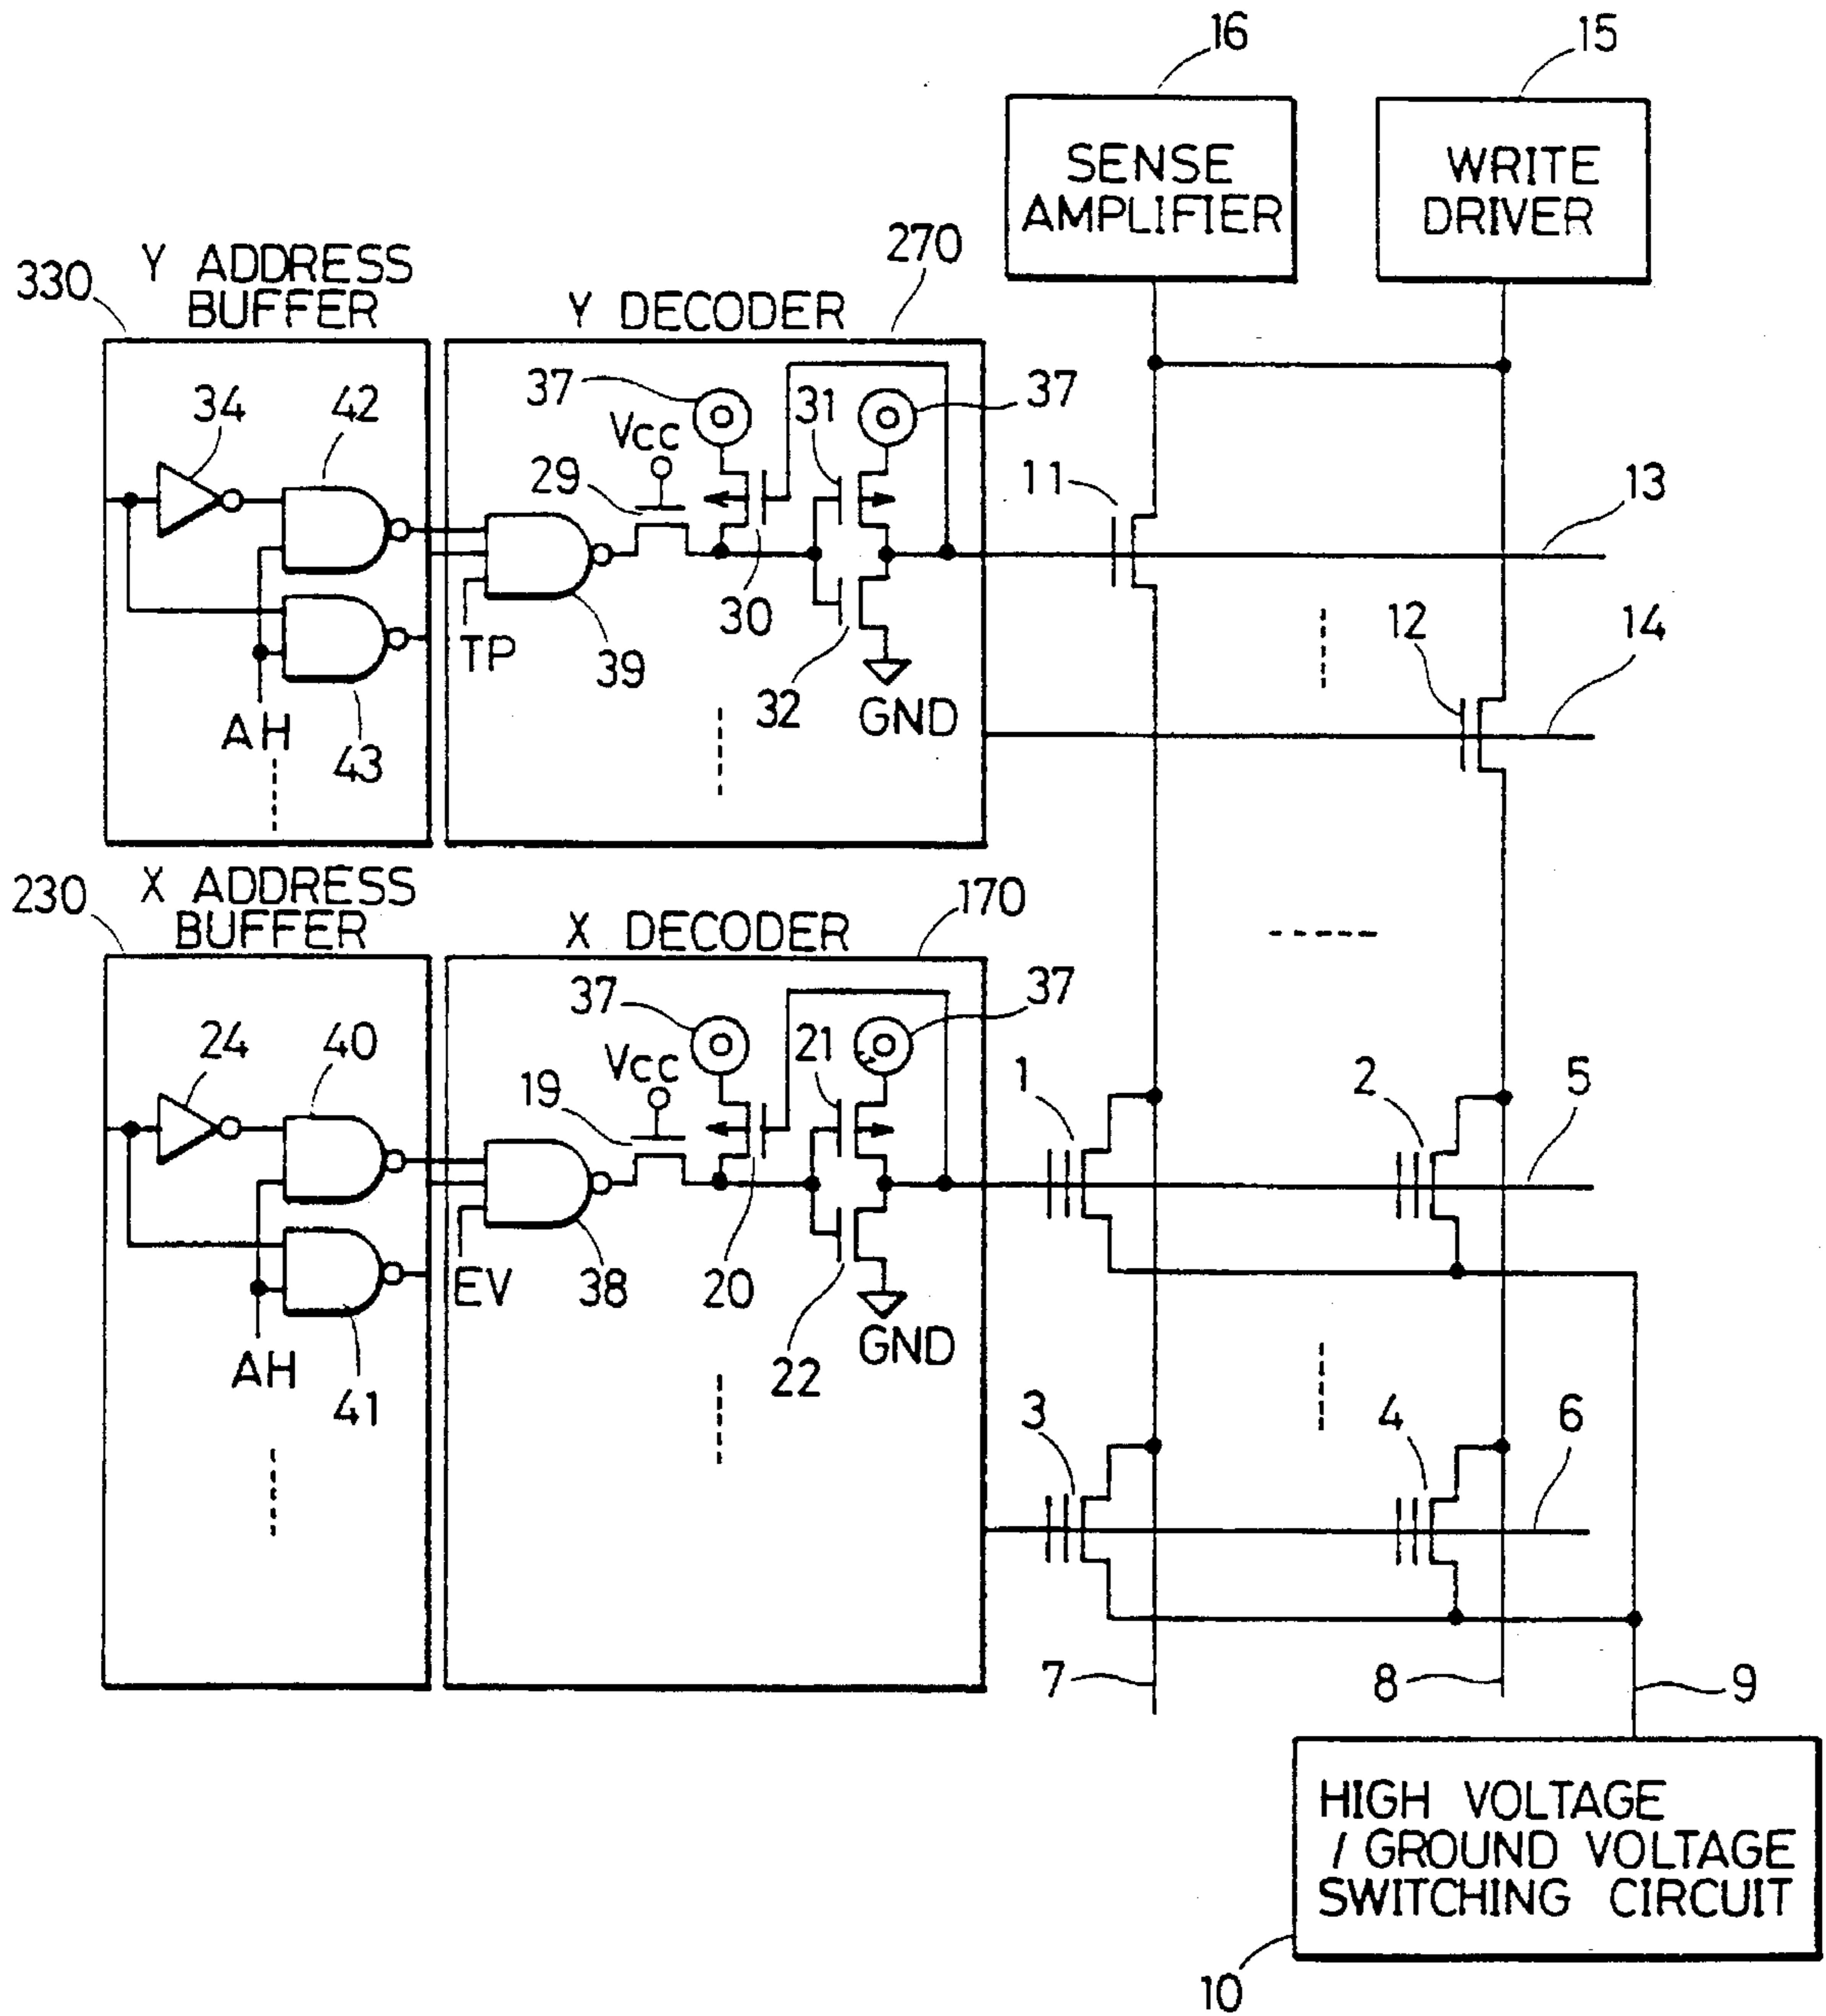 16
15
SENSE
AMPLIFIER
WRITE
DRIVER
330
Y ADDRESS
BUFFER
Y DECODER
270
34
42
37
Vcc
31
37
29
11
13
30
TP
39
32
GND
12
14
AH
43
230
X ADDRESS
BUFFER
X DECODER
170
24
40
37
Vcc
21
37
19
1
2
5
EV
38
20
22
GND
AH
41
3
4
6
7
8
9
HIGH VOLTAGE
/ GROUND VOLTAGE
SWITCHING CIRCUIT
10